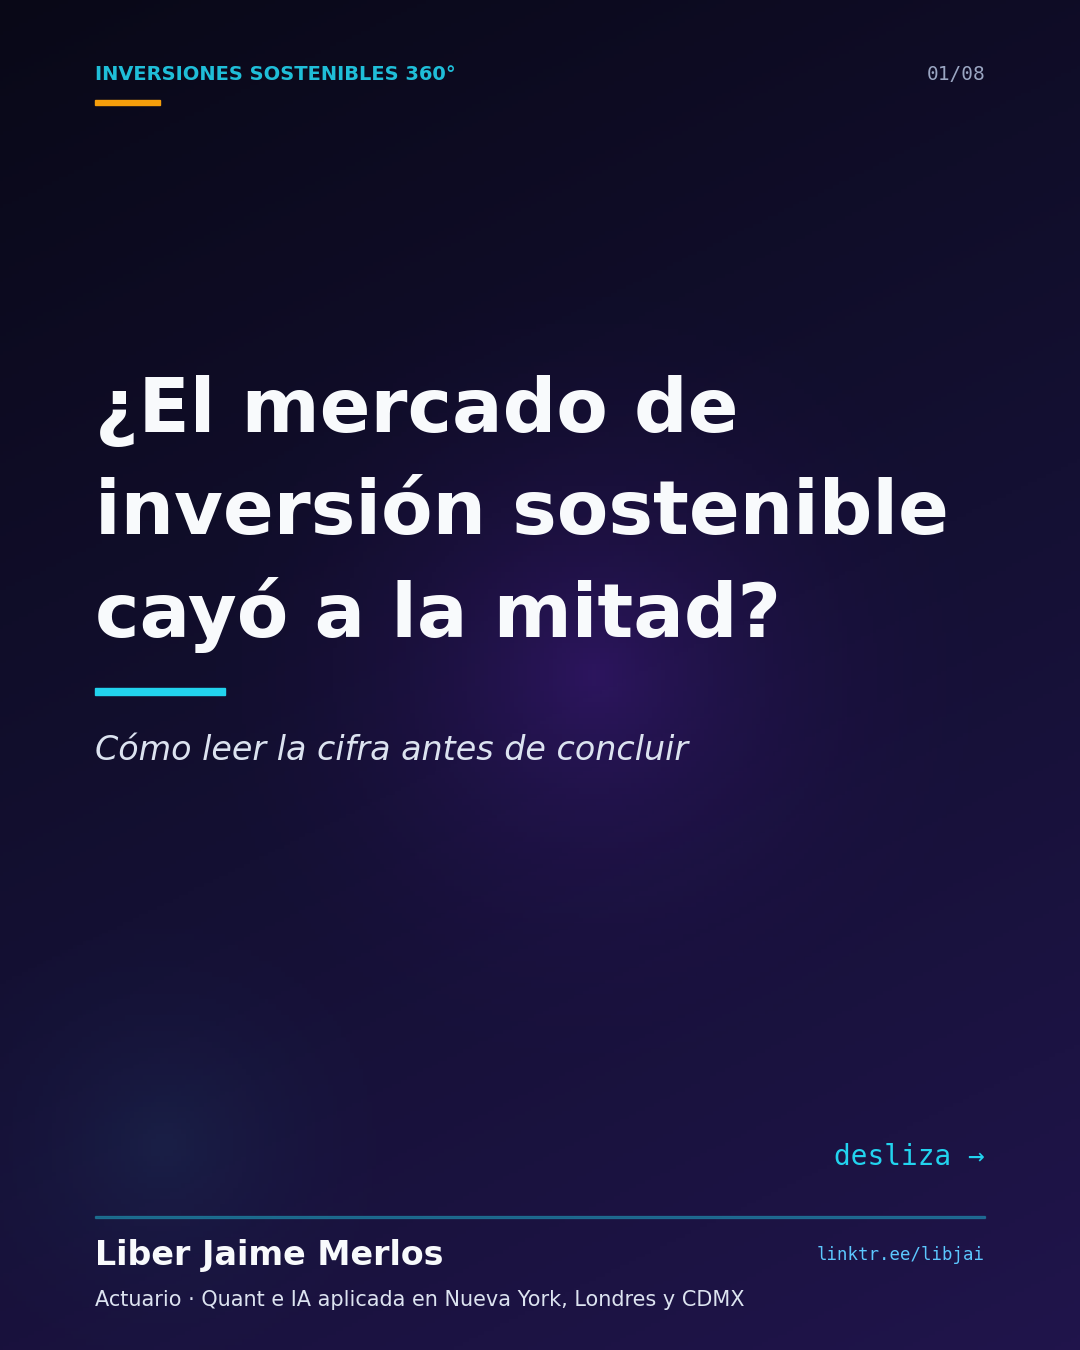 INVERSIONES SOSTENIBLES 360°
01/08
¿El mercado de
inversión sostenible
cayó a la mitad?
Cómo leer la cifra antes de concluir
desliza →
Liber Jaime Merlos
linktr.ee/libjai
Actuario · Quant e IA aplicada en Nueva York, Londres y CDMX